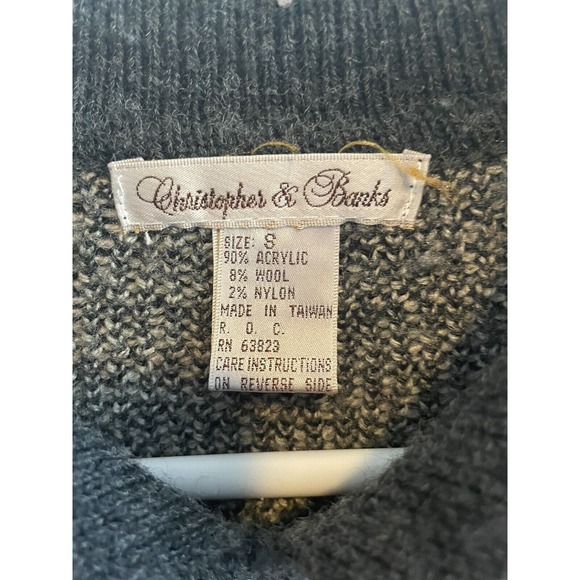 Christopher & Banks
SIZE: S
90% ACRYLIC
8% WOOL
2% NYLON
MADE IN TAIWAN
R. O. C.
RN 63823
CARE INSTRUCTIONS
ON REVERSE SIDE